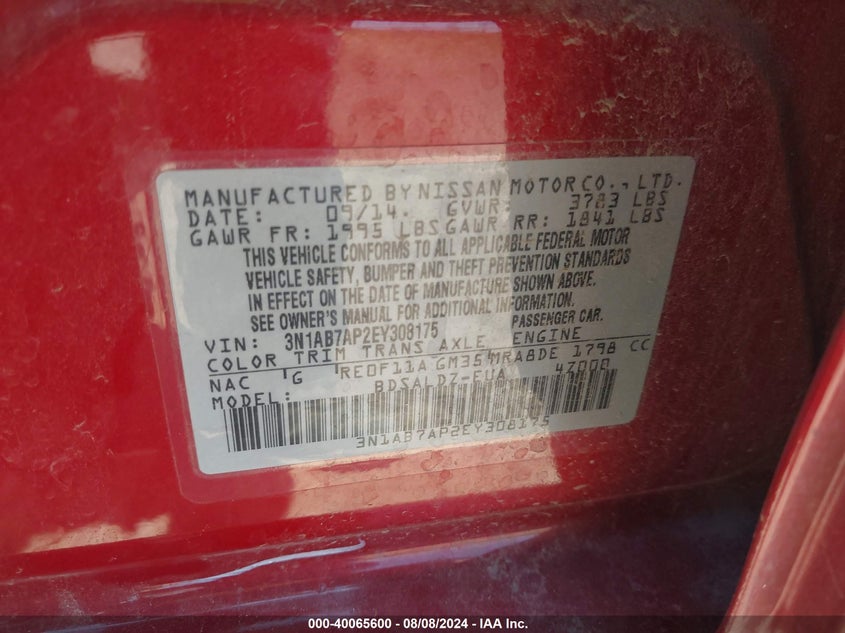 MANUFACTURED BY NISSAN MOTOR CO., LTD.
DATE: 09/14. GVWR: 3783 LBS
GAWR FR: 1995 LBS GAWR RR: 1841 LBS
THIS VEHICLE CONFORMS TO ALL APPLICABLE FEDERAL MOTOR
VEHICLE SAFETY, BUMPER AND THEFT PREVENTION STANDARDS
IN EFFECT ON THE DATE OF MANUFACTURE SHOWN ABOVE.
SEE OWNER'S MANUAL FOR ADDITIONAL INFORMATION.
VIN: 3N1AB7AP2EY308175 PASSENGER CAR.
COLOR TRIM TRANS AXLE ENGINE
NAC G RE0F11A GM35 MRA8DE 1798 CC
MODEL: BDSALDZ-EUA 47000
3N1AB7AP2EY308175
000-40065600 - 08/08/2024 - IAA Inc.